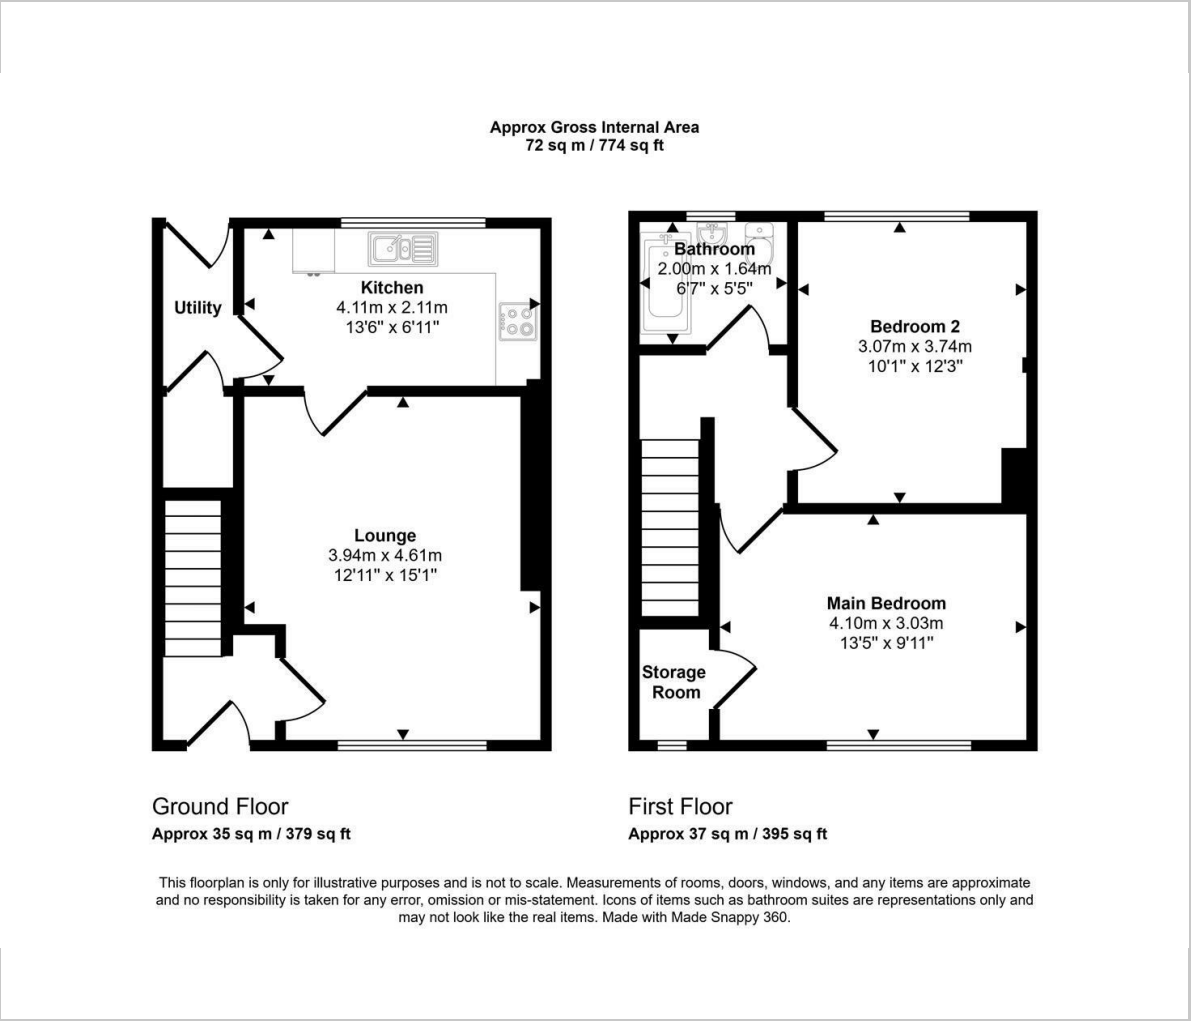 Approx Gross Internal Area
72 sq m / 774 sq ft
Utility
Kitchen
4.11m x 2.11m
13'6" x 6'11"
Lounge
3.94m x 4.61m
12'11" x 15'1"
Bathroom
2.00m x 1.64m
6'7" x 5'5"
Bedroom 2
3.07m x 3.74m
10'1" x 12'3"
Main Bedroom
4.10m x 3.03m
13'5" x 9'11"
Storage
Room
Ground Floor
Approx 35 sq m / 379 sq ft
First Floor
Approx 37 sq m / 395 sq ft
This floorplan is only for illustrative purposes and is not to scale. Measurements of rooms, doors, windows, and any items are approximate
and no responsibility is taken for any error, omission or mis-statement. Icons of items such as bathroom suites are representations only and
may not look like the real items. Made with Made Snappy 360.